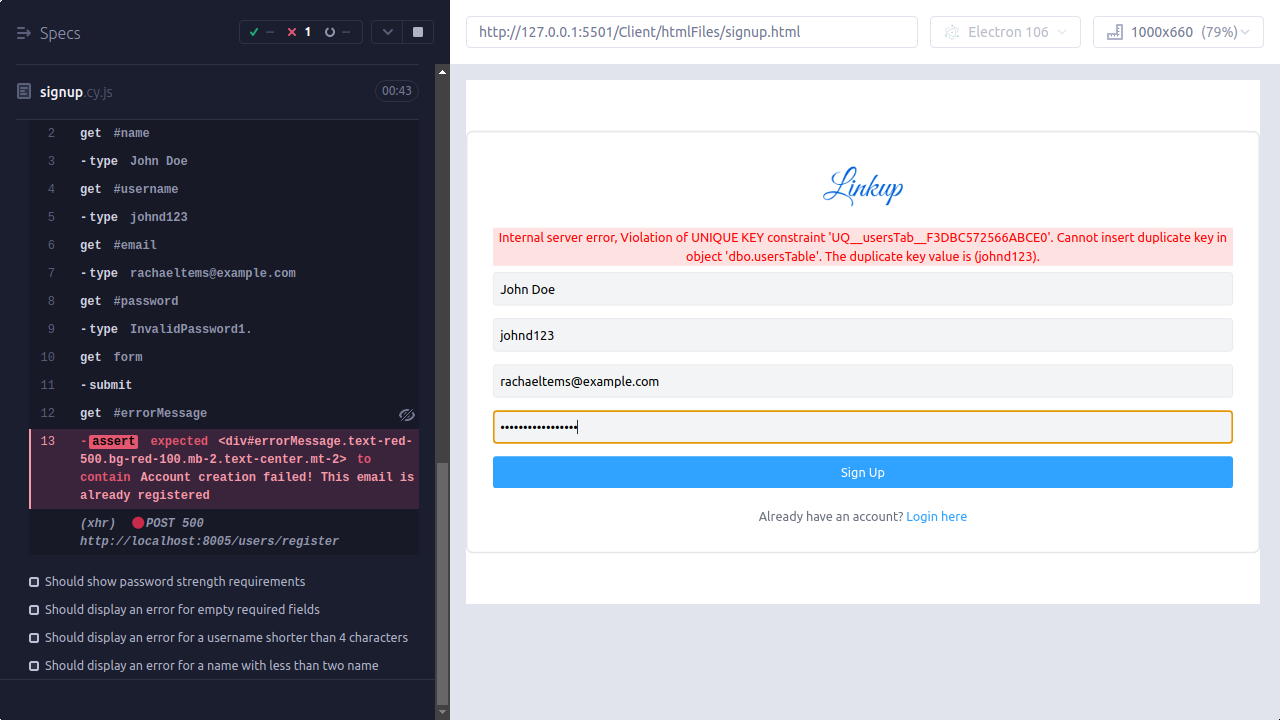 Specs
-- 1 --
signup.cy.js 00:43
2 get #name
3 -type John Doe
4 get #username
5 -type johnd123
6 get #email
7 -type rachaeltems@example.com
8 get #password
9 -type InvalidPassword1.
10 get form
11 -submit
12 get #errorMessage
13 -assert expected <div#errorMessage.text-red-
500.bg-red-100.mb-2.text-center.mt-2> to
contain Account creation failed! This email is
already registered
(xhr) POST 500
http://localhost:8005/users/register
Should show password strength requirements
Should display an error for empty required fields
Should display an error for a username shorter than 4 characters
Should display an error for a name with less than two name
http://127.0.0.1:5501/Client/htmlFiles/signup.html
Electron 106
1000x660 (79%)
Linkup
Internal server error, Violation of UNIQUE KEY constraint 'UQ__usersTab__F3DBC572566ABCE0'. Cannot insert duplicate key in
object 'dbo.usersTable'. The duplicate key value is (johnd123).
John Doe
johnd123
rachaeltems@example.com
•••••••••••••••••
Sign Up
Already have an account? Login here